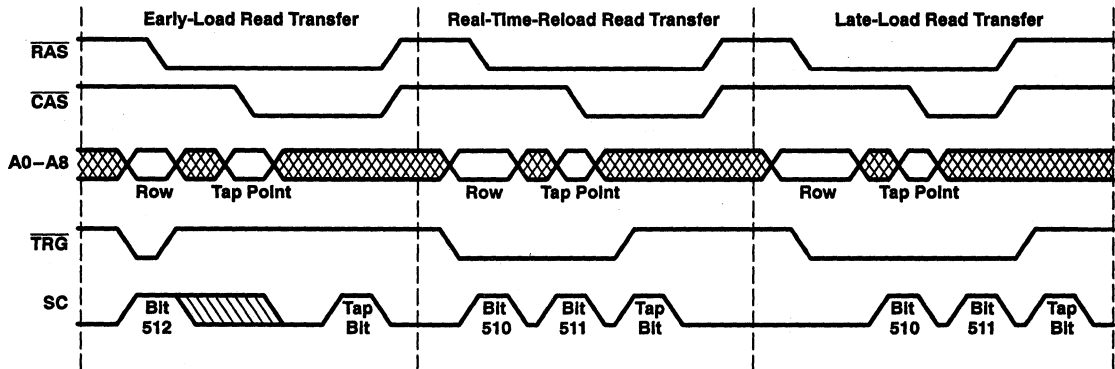 Early-Load Read Transfer
Real-Time-Reload Read Transfer
Late-Load Read Transfer
RAS
CAS
A0–A8
Row
Tap Point
Row
Tap Point
Row
Tap Point
TRG
SC
Bit
512
Tap
Bit
Bit
510
Bit
511
Tap
Bit
Bit
510
Bit
511
Tap
Bit